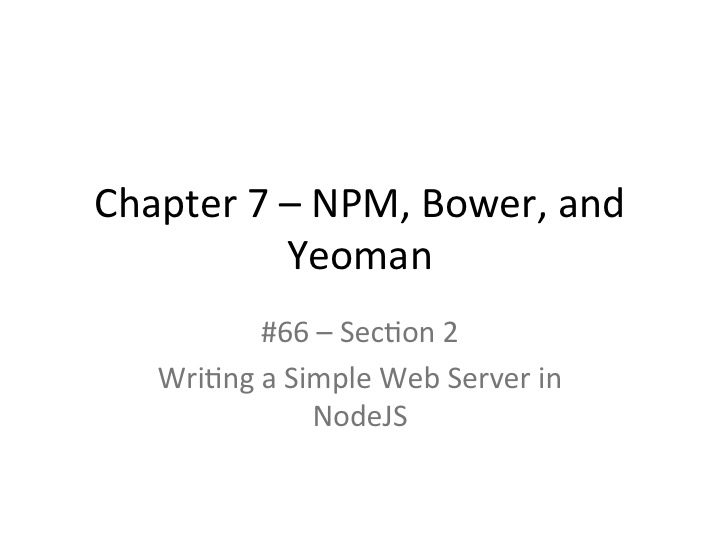 Chapter 7 – NPM, Bower, and
Yeoman
#66 – Section 2
Writing a Simple Web Server in
NodeJS